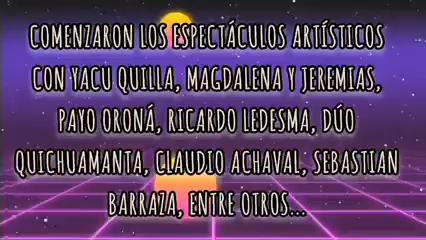 COMENZARON LOS ESPECTÁCULOS ARTÍSTICOS
CON YACU QUILLA, MAGDALENA Y JEREMIAS,
PAYO ORONÁ, RICARDO LEDESMA, DÚO
QUICHUAMANTA, CLAUDIO ACHAVAL, SEBASTIAN
BARRAZA, ENTRE OTROS...